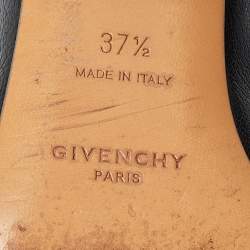 37½
MADE IN ITALY
GIVENCHY
PARIS